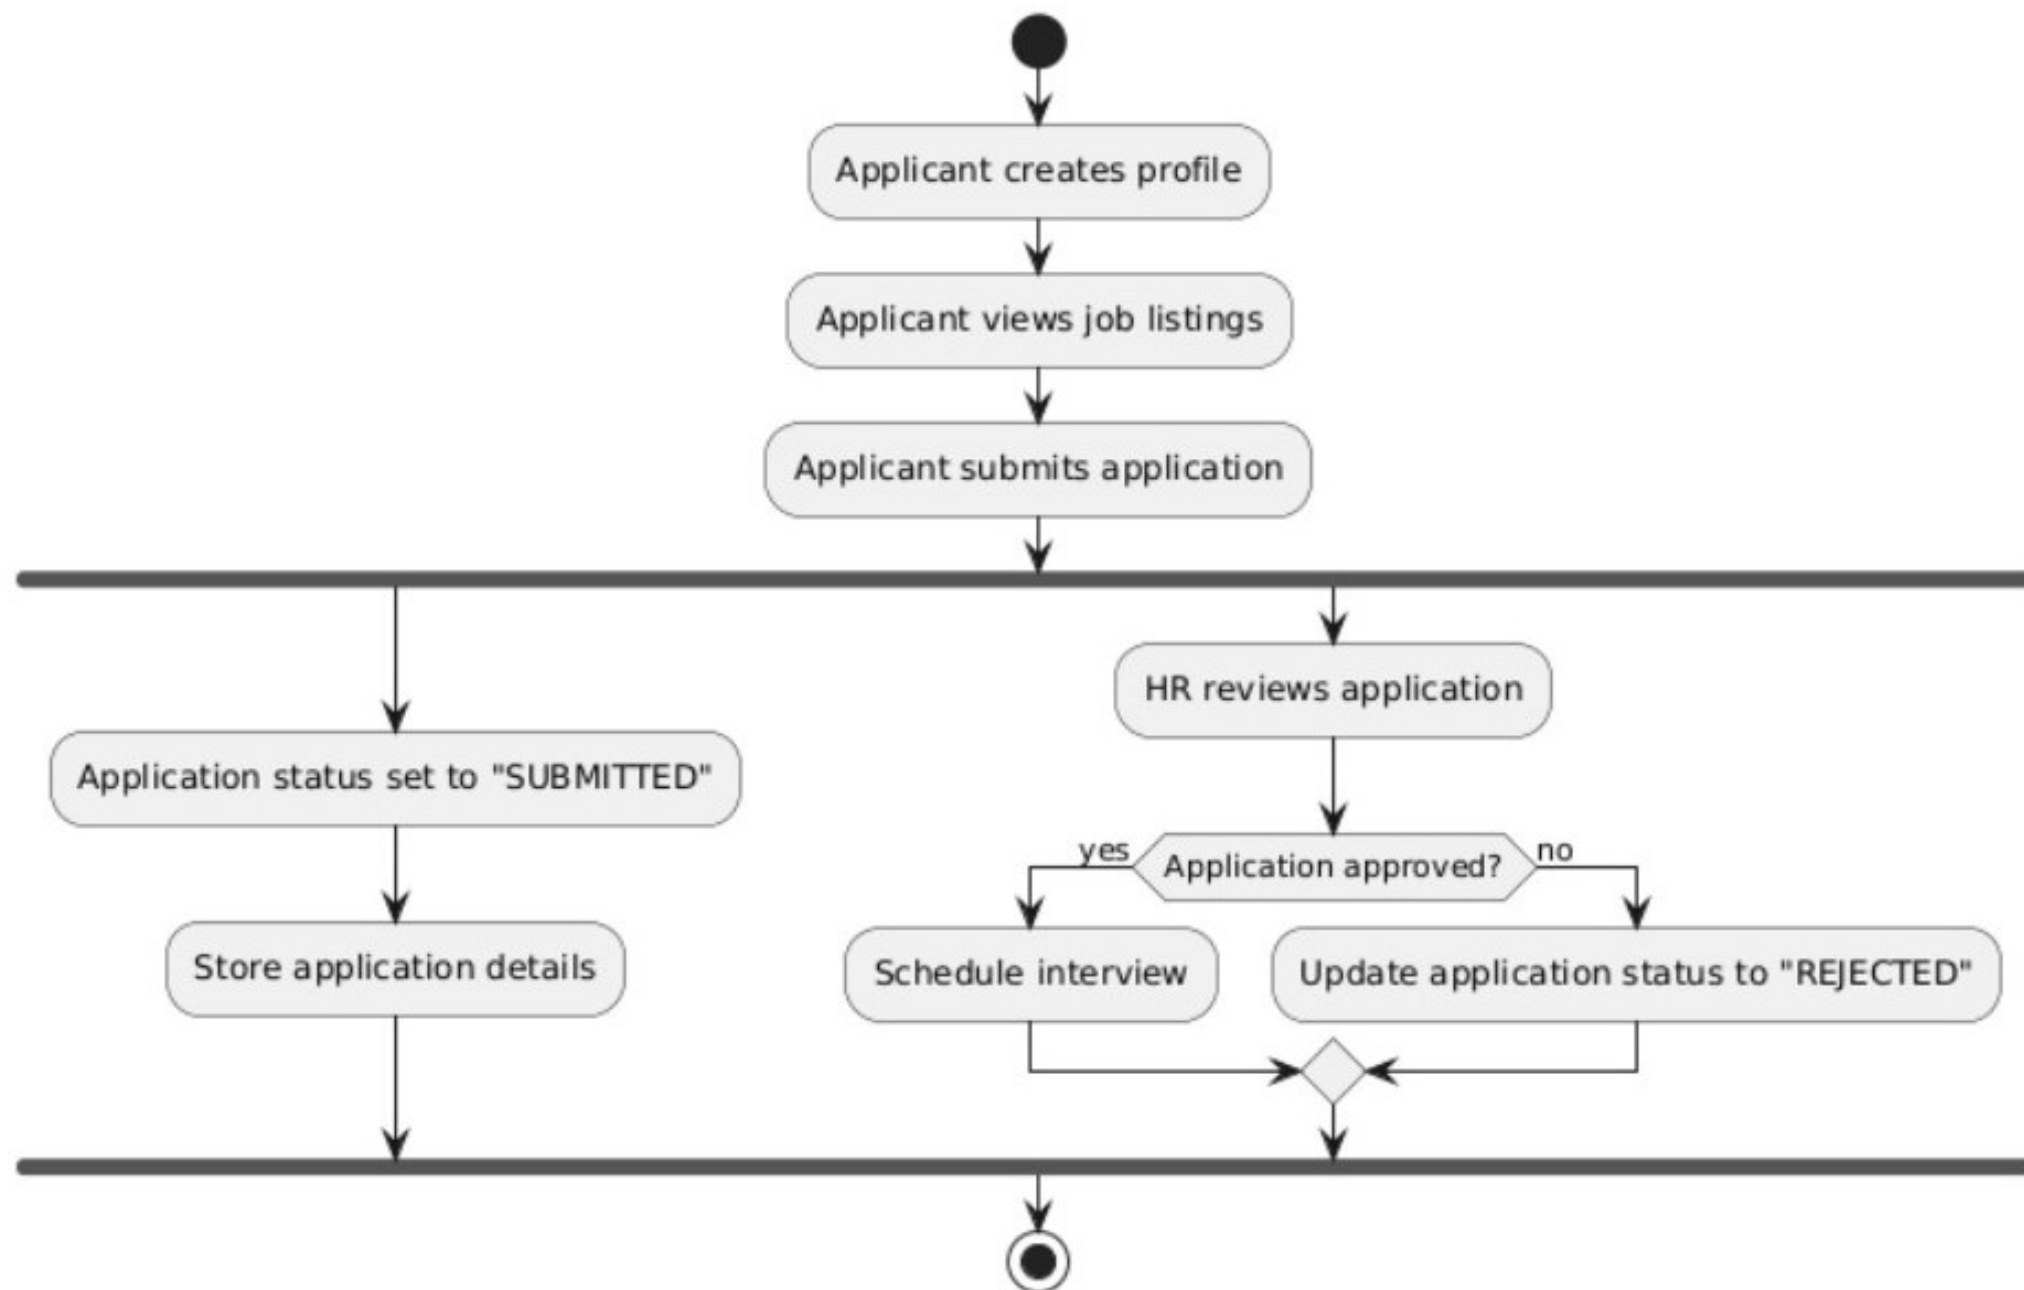 Applicant creates profile
Applicant views job listings
Applicant submits application
HR reviews application
Application status set to "SUBMITTED"
yes
Application approved?
no
Store application details
Schedule interview
Update application status to "REJECTED"